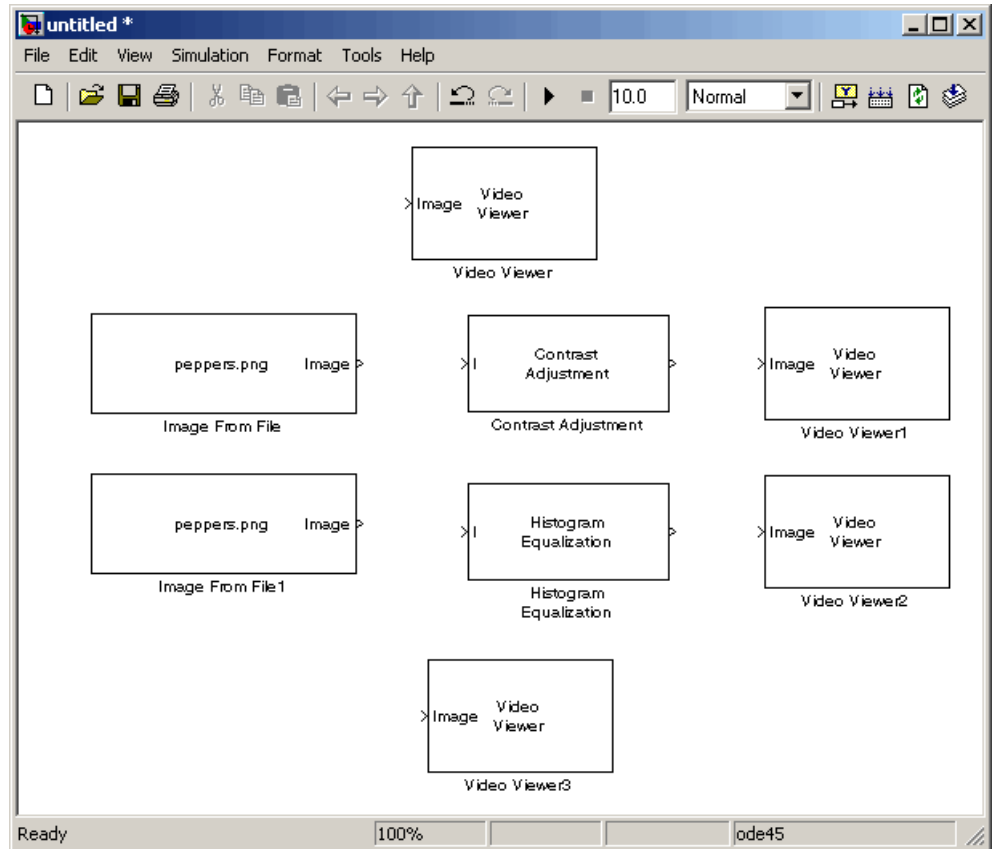 untitled *
File Edit View Simulation Format Tools Help
10.0 Normal
Image Video
Viewer
Video Viewer
peppers.png Image
Image From File
I Contrast
Adjustment
Contrast Adjustment
Image Video
Viewer
Video Viewer1
peppers.png Image
Image From File1
I Histogram
Equalization
Histogram
Equalization
Image Video
Viewer
Video Viewer2
Image Video
Viewer
Video Viewer3
Ready 100% ode45